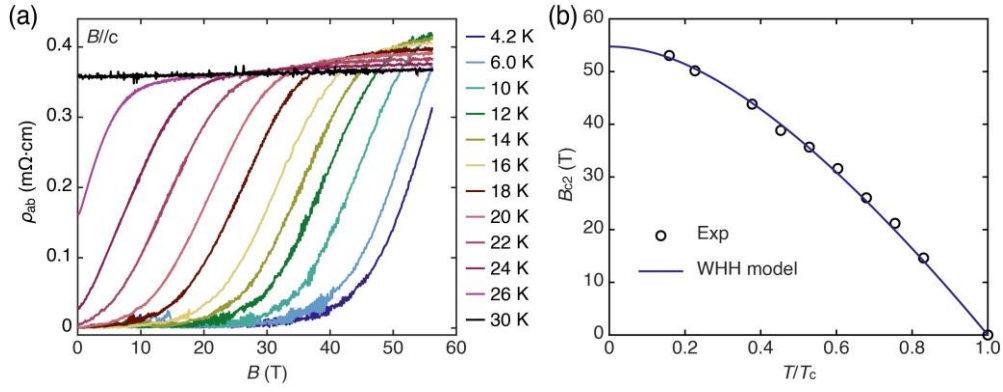 (a)
B//c
ρab (mΩ·cm)
0.4
0.3
0.2
0.1
0
0
10
20
30
40
50
60
B (T)
4.2 K
6.0 K
10 K
12 K
14 K
16 K
18 K
20 K
22 K
24 K
26 K
30 K
(b)
Bc2 (T)
60
50
40
30
20
10
0
Exp
WHH model
0
0.2
0.4
0.6
0.8
1.0
T/Tc